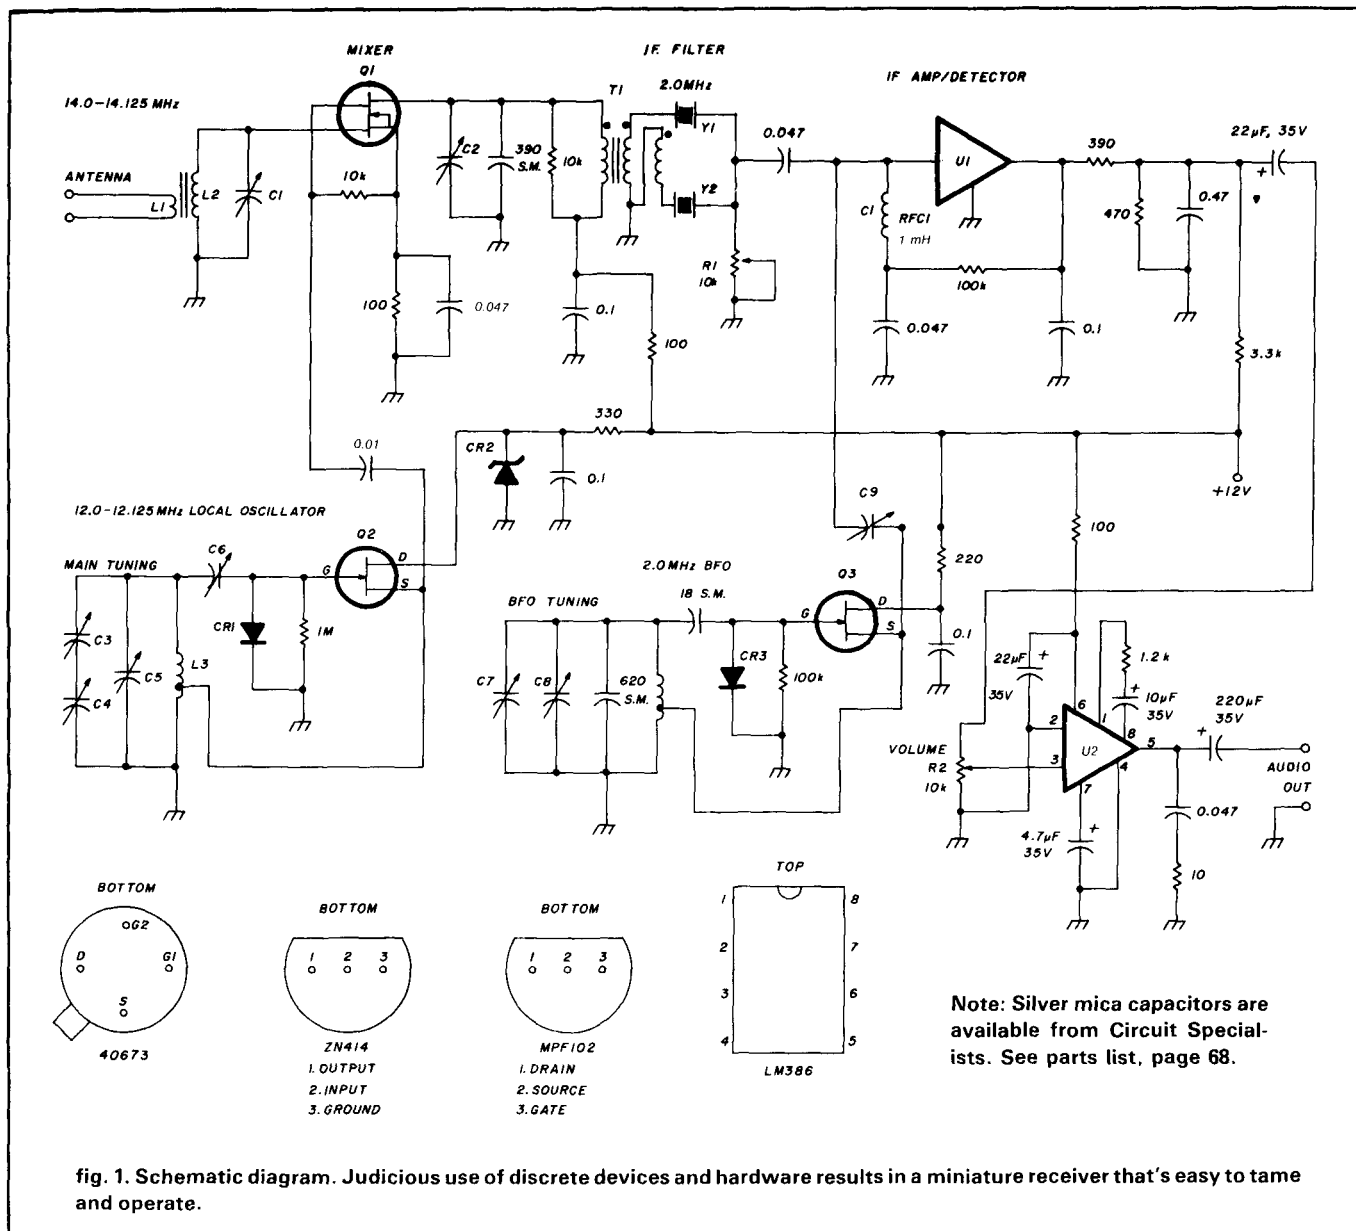 MIXER
Q1
IF FILTER
2.0MHz
T1
Y1
Y2
IF AMP/DETECTOR
14.0-14.125 MHz
ANTENNA
L1
L2
C1
10k
100
0.047
C2
390
S.M.
10k
0.1
100
R1
10k
0.047
U1
C1
RFC1
1 mH
100k
0.047
0.1
390
470
0.47
22µF, 35V
+
3.3k
+12V
330
CR2
0.1
0.01
12.0-12.125 MHz LOCAL OSCILLATOR
MAIN TUNING
C6
Q2
D
G
S
C3
C4
C5
L3
CR1
1M
2.0MHz BFO
BFO TUNING
18 S.M.
Q3
D
G
S
C7
C8
620
S.M.
CR3
100k
C9
220
0.1
100
22µF
+
35V
1.2k
+
10µF
35V
220µF
35V
+
VOLUME
R2
10k
U2
6
1
8
2
3
5
4
7
4.7µF
35V
+
0.047
10
AUDIO
OUT
BOTTOM
G2
D
G1
S
40673
BOTTOM
1 2 3
ZN414
1. OUTPUT
2. INPUT
3. GROUND
BOTTOM
1 2 3
MPF102
1. DRAIN
2. SOURCE
3. GATE
TOP
1 8
2 7
3 6
4 5
LM386
Note: Silver mica capacitors are
available from Circuit Special-
ists. See parts list, page 68.
fig. 1. Schematic diagram. Judicious use of discrete devices and hardware results in a miniature receiver that's easy to tame
and operate.